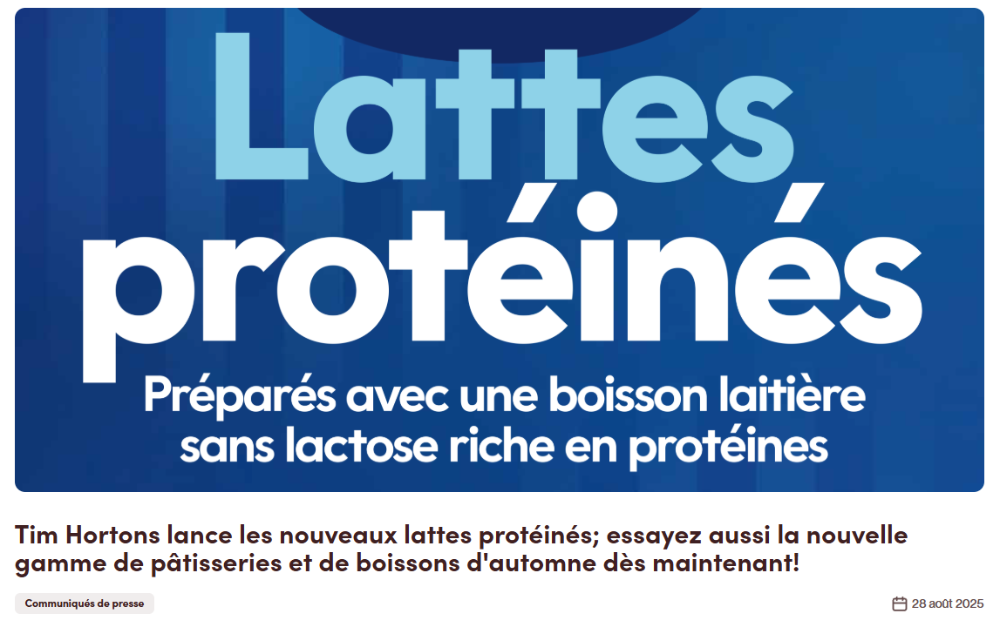 Lattes
protéinés
Préparés avec une boisson laitière
sans lactose riche en protéines
Tim Hortons lance les nouveaux lattes protéinés; essayez aussi la nouvelle
gamme de pâtisseries et de boissons d'automne dès maintenant!
Communiqués de presse
28 août 2025